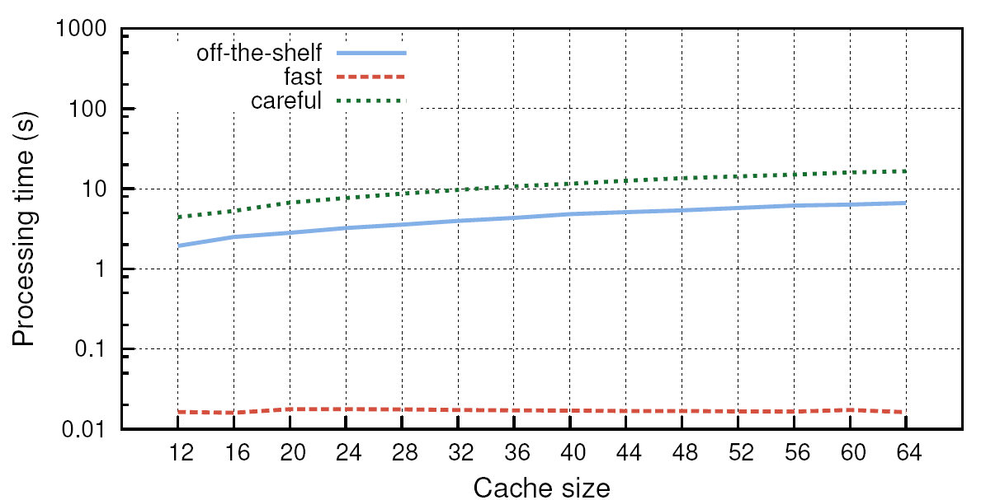 1000
100
10
1
0.1
0.01
Processing time (s)
off-the-shelf
fast
careful
12 16 20 24 28 32 36 40 44 48 52 56 60 64
Cache size